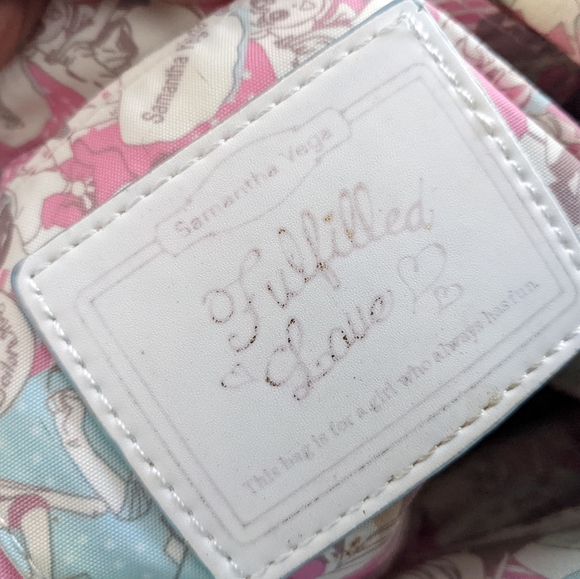 Samantha Vega
Fulfilled
Love
This bag is for a girl who always has fun.